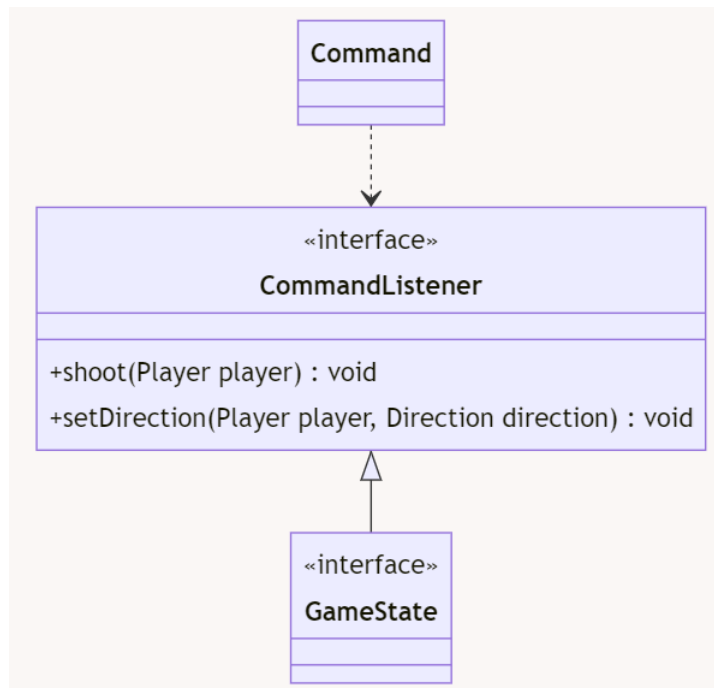 Command
«interface»
CommandListener
+shoot(Player player) : void
+setDirection(Player player, Direction direction) : void
«interface»
GameState